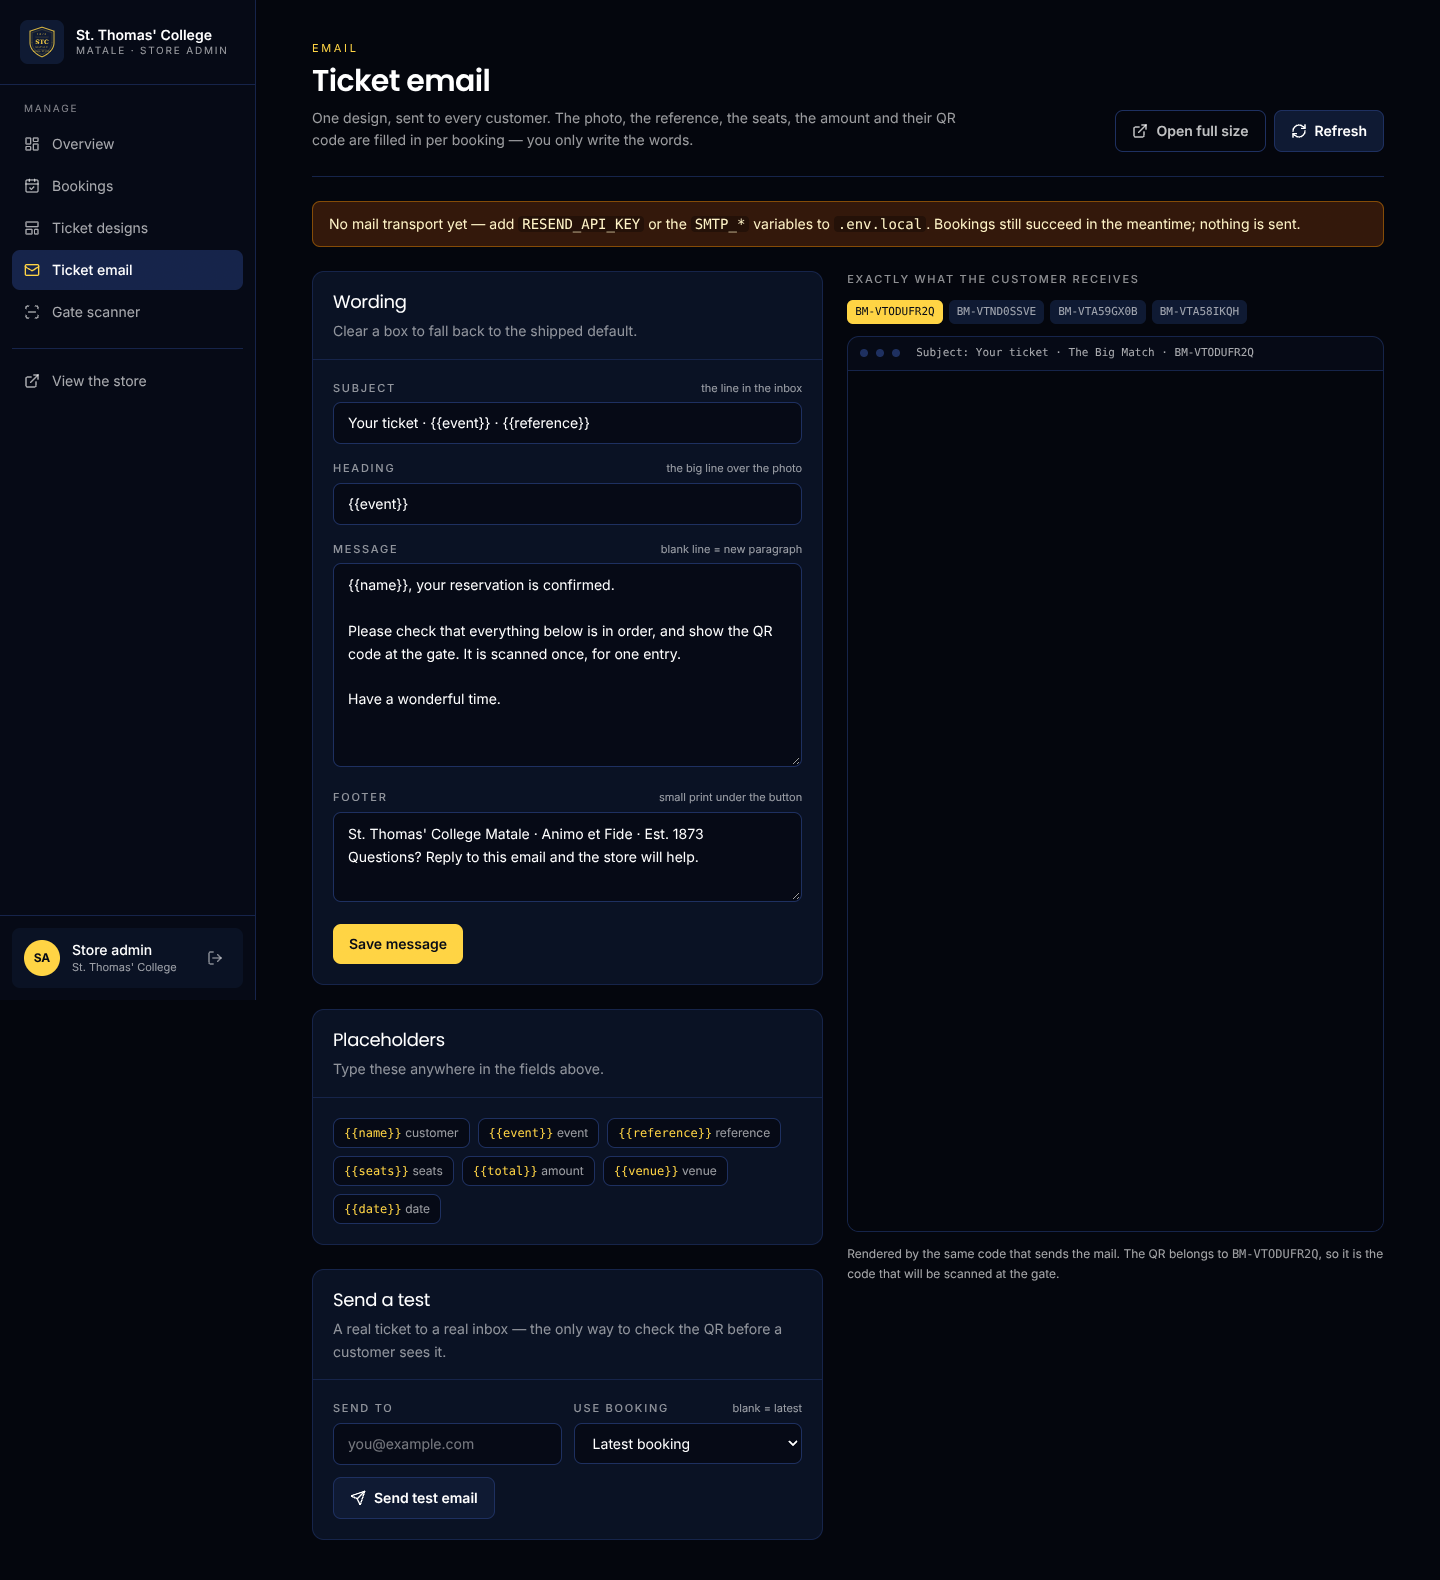 St. Thomas' College
MATALE · STORE ADMIN
MANAGE
Overview
Bookings
Ticket designs
Ticket email
Gate scanner
View the store
SA
Store admin
St. Thomas' College
EMAIL
Ticket email
One design, sent to every customer. The photo, the reference, the seats, the amount and their QR
code are filled in per booking — you only write the words.
Open full size
Refresh
No mail transport yet — add RESEND_API_KEY or the SMTP_* variables to .env.local. Bookings still succeed in the meantime; nothing is sent.
Wording
Clear a box to fall back to the shipped default.
SUBJECT
the line in the inbox
Your ticket · {{event}} · {{reference}}
HEADING
the big line over the photo
{{event}}
MESSAGE
blank line = new paragraph
{{name}}, your reservation is confirmed.
Please check that everything below is in order, and show the QR
code at the gate. It is scanned once, for one entry.
Have a wonderful time.
FOOTER
small print under the button
St. Thomas' College Matale · Animo et Fide · Est. 1873
Questions? Reply to this email and the store will help.
Save message
Placeholders
Type these anywhere in the fields above.
{{name}} customer
{{event}} event
{{reference}} reference
{{seats}} seats
{{total}} amount
{{venue}} venue
{{date}} date
Send a test
A real ticket to a real inbox — the only way to check the QR before a
customer sees it.
SEND TO
you@example.com
USE BOOKING
blank = latest
Latest booking
Send test email
EXACTLY WHAT THE CUSTOMER RECEIVES
BM-VTODUFR2Q
BM-VTND0SSVE
BM-VTA59GX0B
BM-VTA58IKQH
Subject: Your ticket · The Big Match · BM-VTODUFR2Q
Rendered by the same code that sends the mail. The QR belongs to BM-VTODUFR2Q, so it is the
code that will be scanned at the gate.